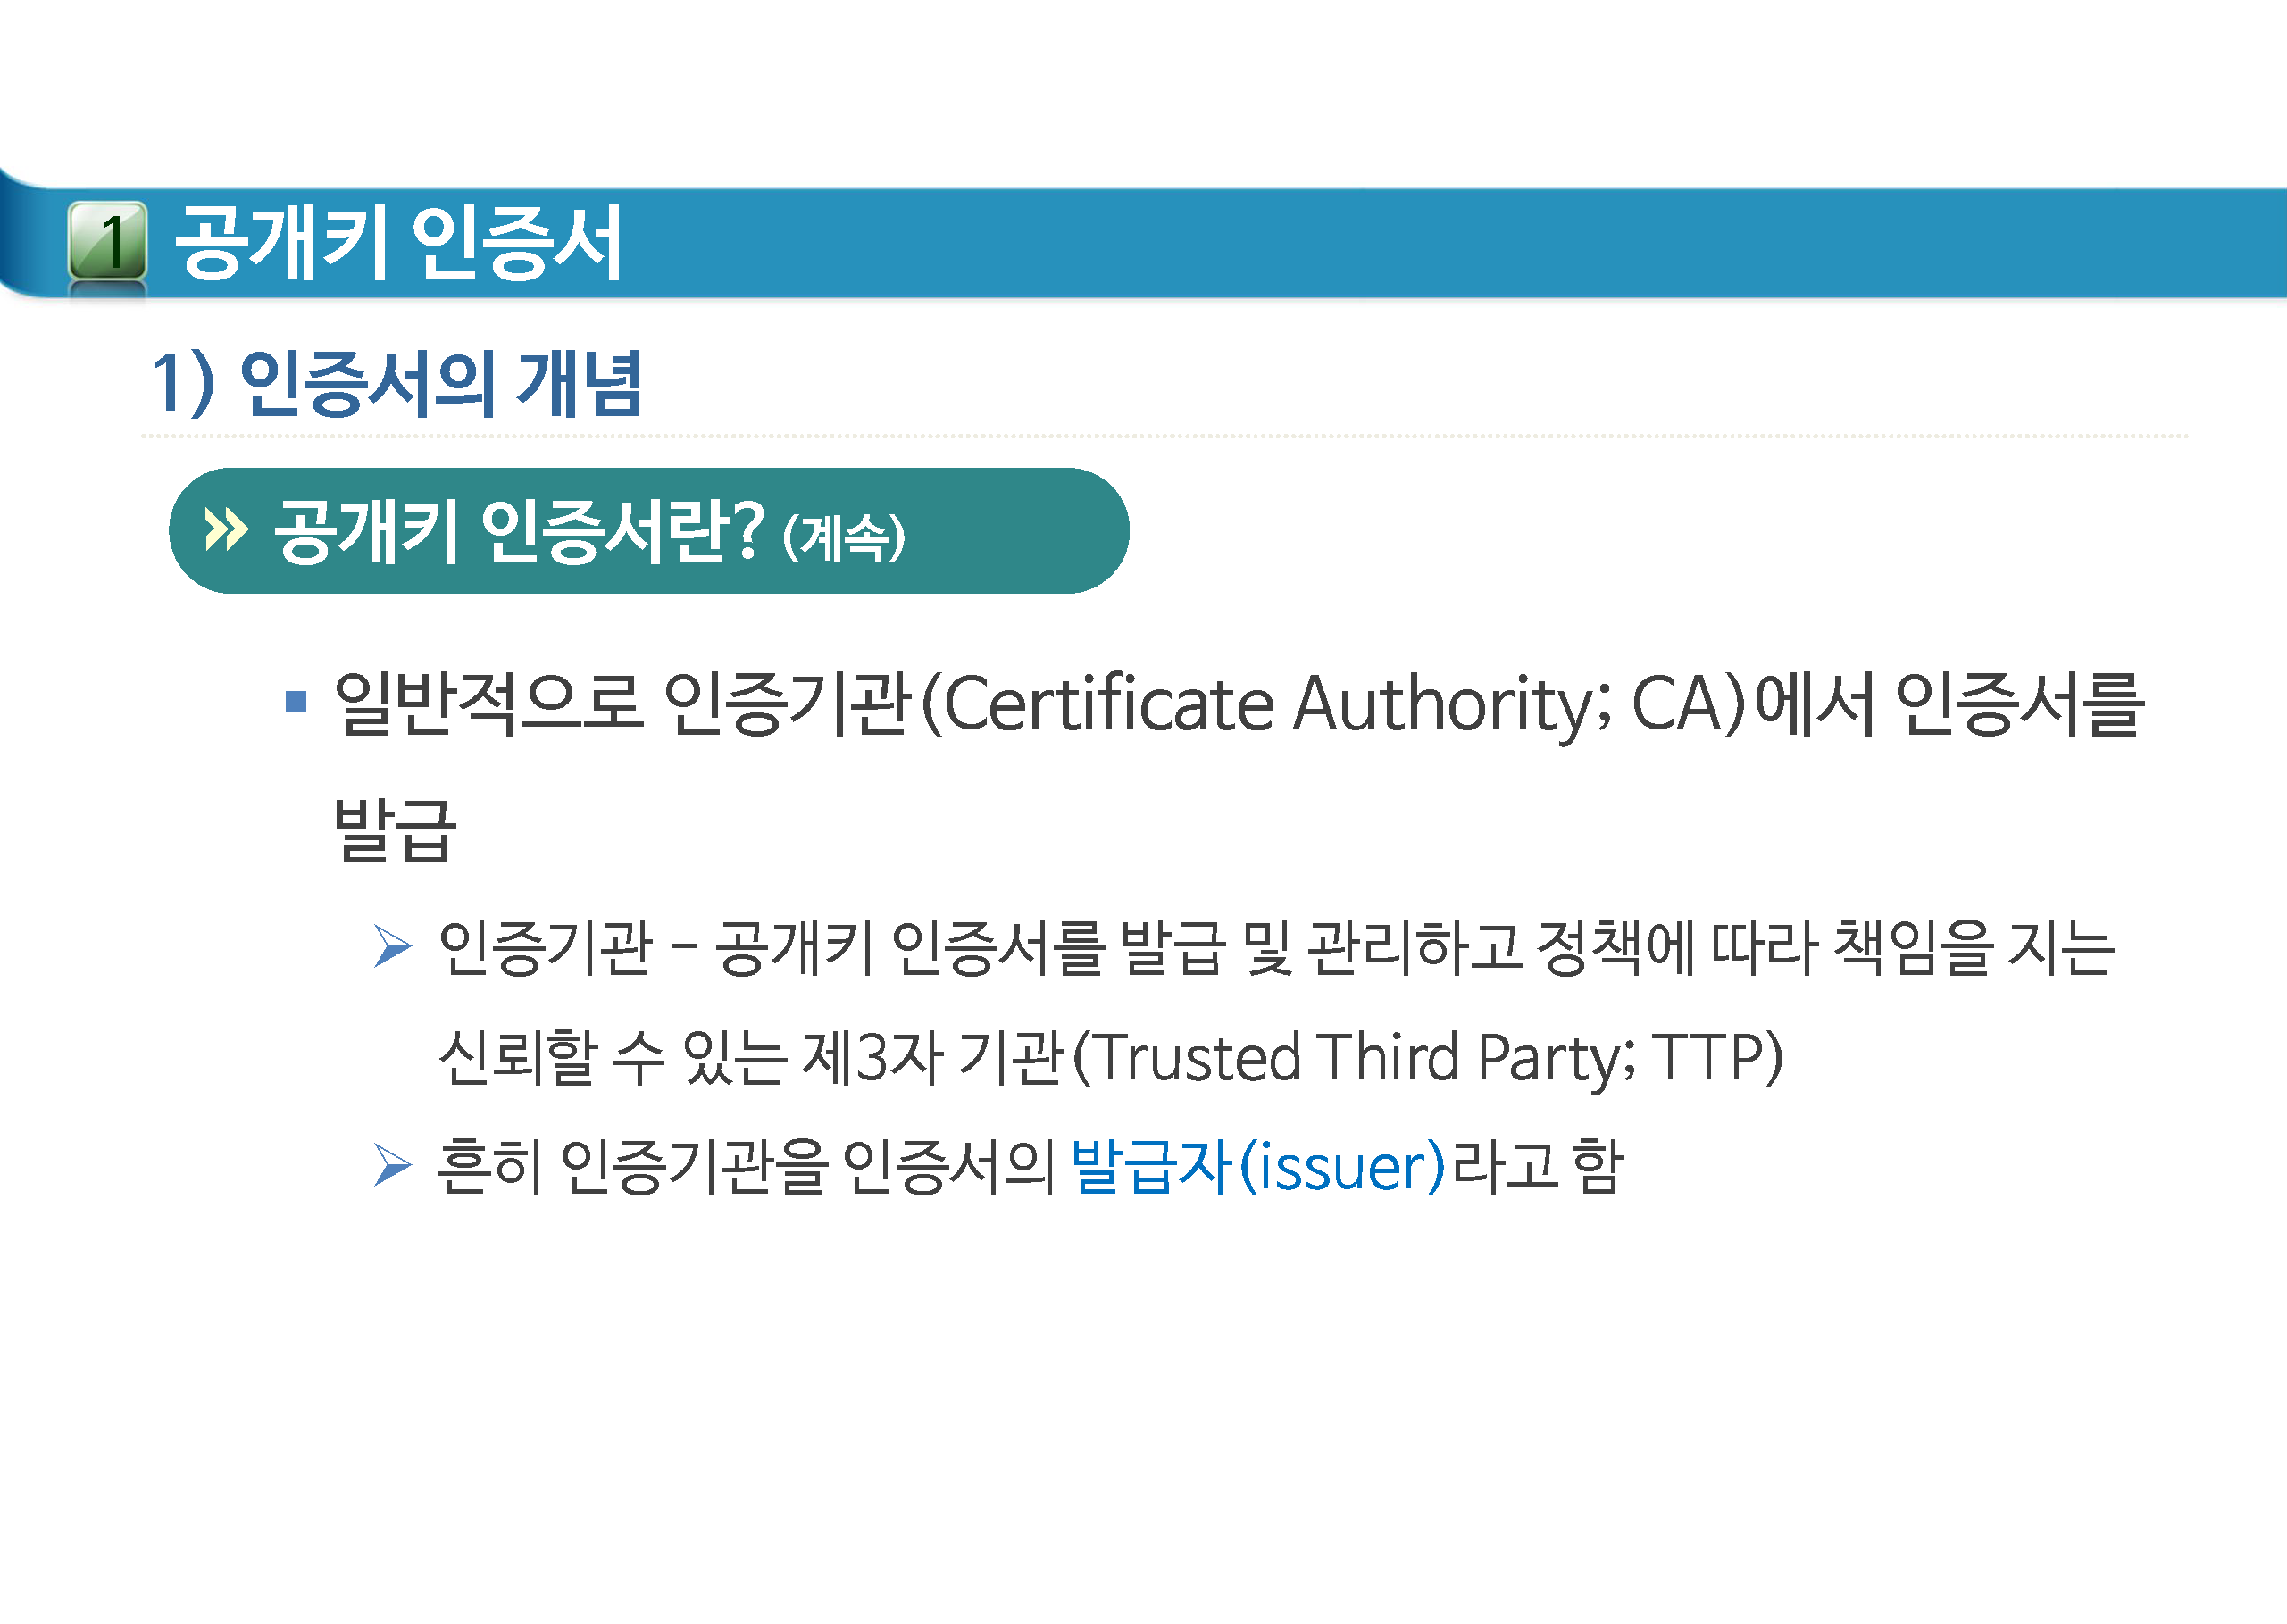 1 공개키 인증서
1) 인증서의 개념
» 공개키 인증서란? (계속)
▪ 일반적으로 인증기관(Certificate Authority; CA)에서 인증서를
발급
➢ 인증기관 – 공개키 인증서를 발급 및 관리하고 정책에 따라 책임을 지는
신뢰할 수 있는 제3자 기관(Trusted Third Party; TTP)
➢ 흔히 인증기관을 인증서의 발급자(issuer)라고 함